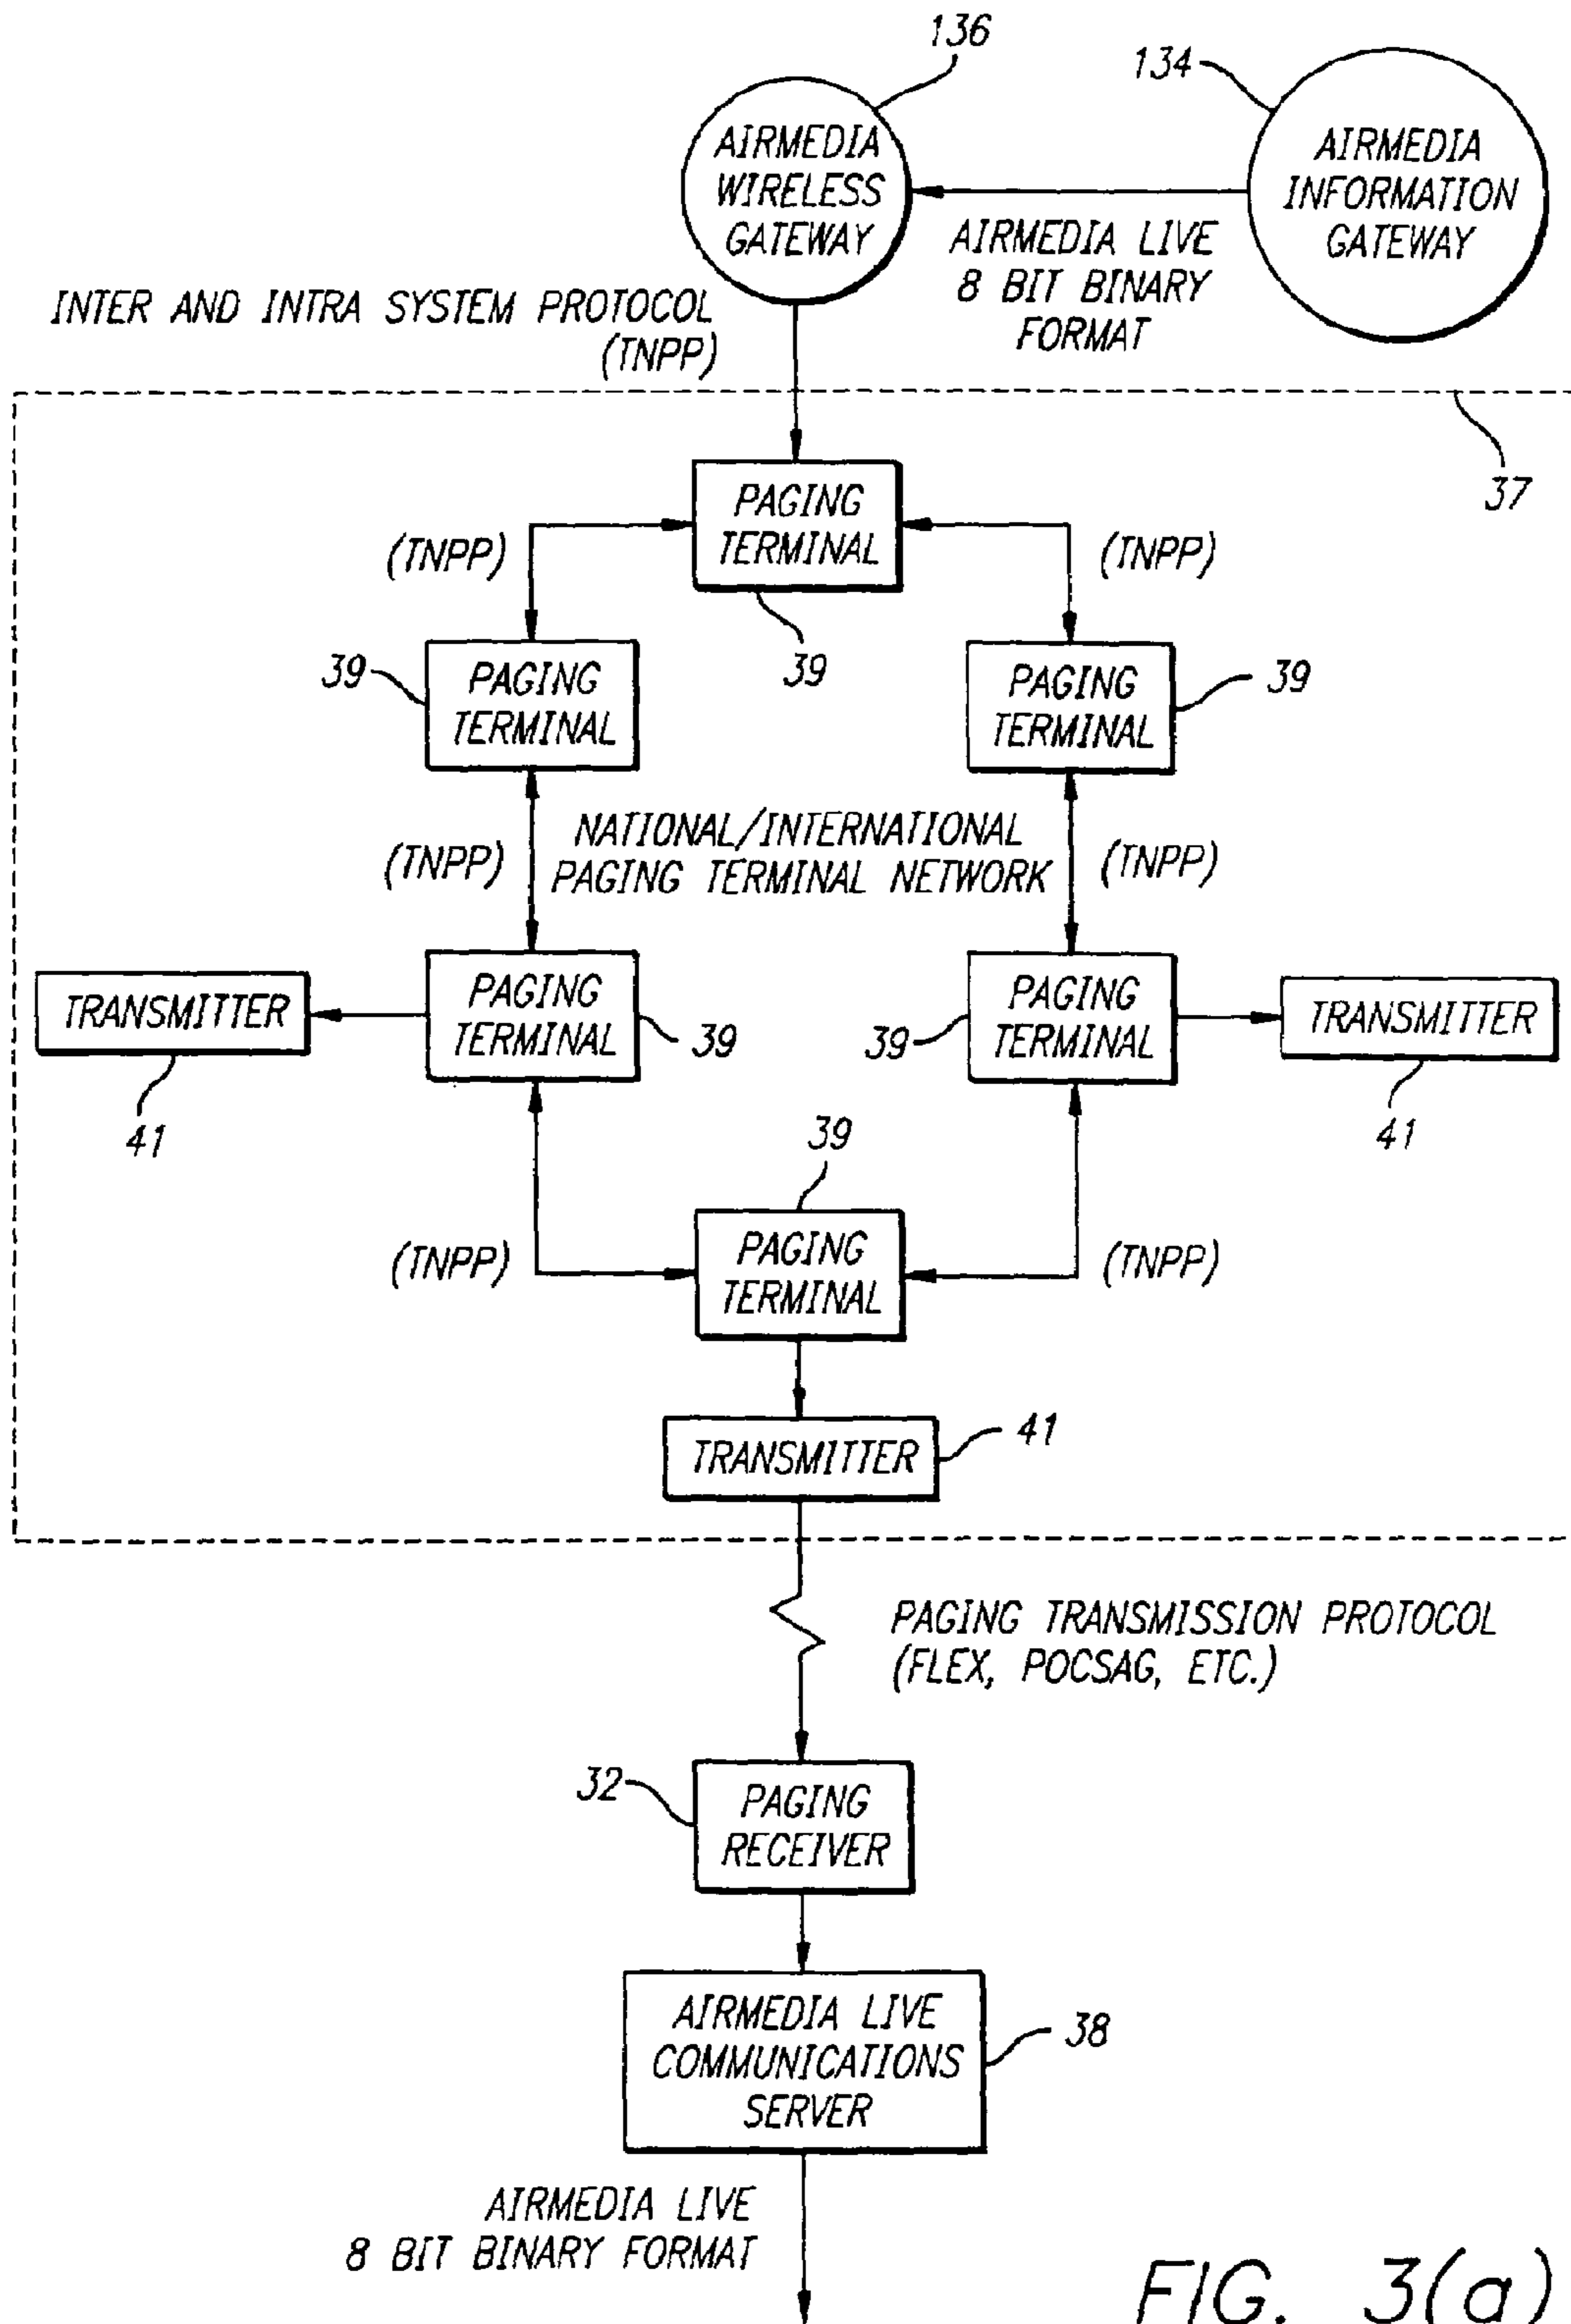 136
134
AIRMEDIA
WIRELESS
GATEWAY
AIRMEDIA
INFORMATION
GATEWAY
AIRMEDIA LIVE
8 BIT BINARY
FORMAT
INTER AND INTRA SYSTEM PROTOCOL
(TNPP)
37
PAGING
TERMINAL
39
(TNPP)
(TNPP)
39
PAGING
TERMINAL
PAGING
TERMINAL
39
(TNPP)
NATIONAL/INTERNATIONAL
PAGING TERMINAL NETWORK
(TNPP)
TRANSMITTER
41
PAGING
TERMINAL
39
39
PAGING
TERMINAL
TRANSMITTER
41
39
PAGING
TERMINAL
(TNPP)
(TNPP)
TRANSMITTER
41
PAGING TRANSMISSION PROTOCOL
(FLEX, POCSAG, ETC.)
32
PAGING
RECEIVER
AIRMEDIA LIVE
COMMUNICATIONS
SERVER
38
AIRMEDIA LIVE
8 BIT BINARY FORMAT
FIG. 3(a)